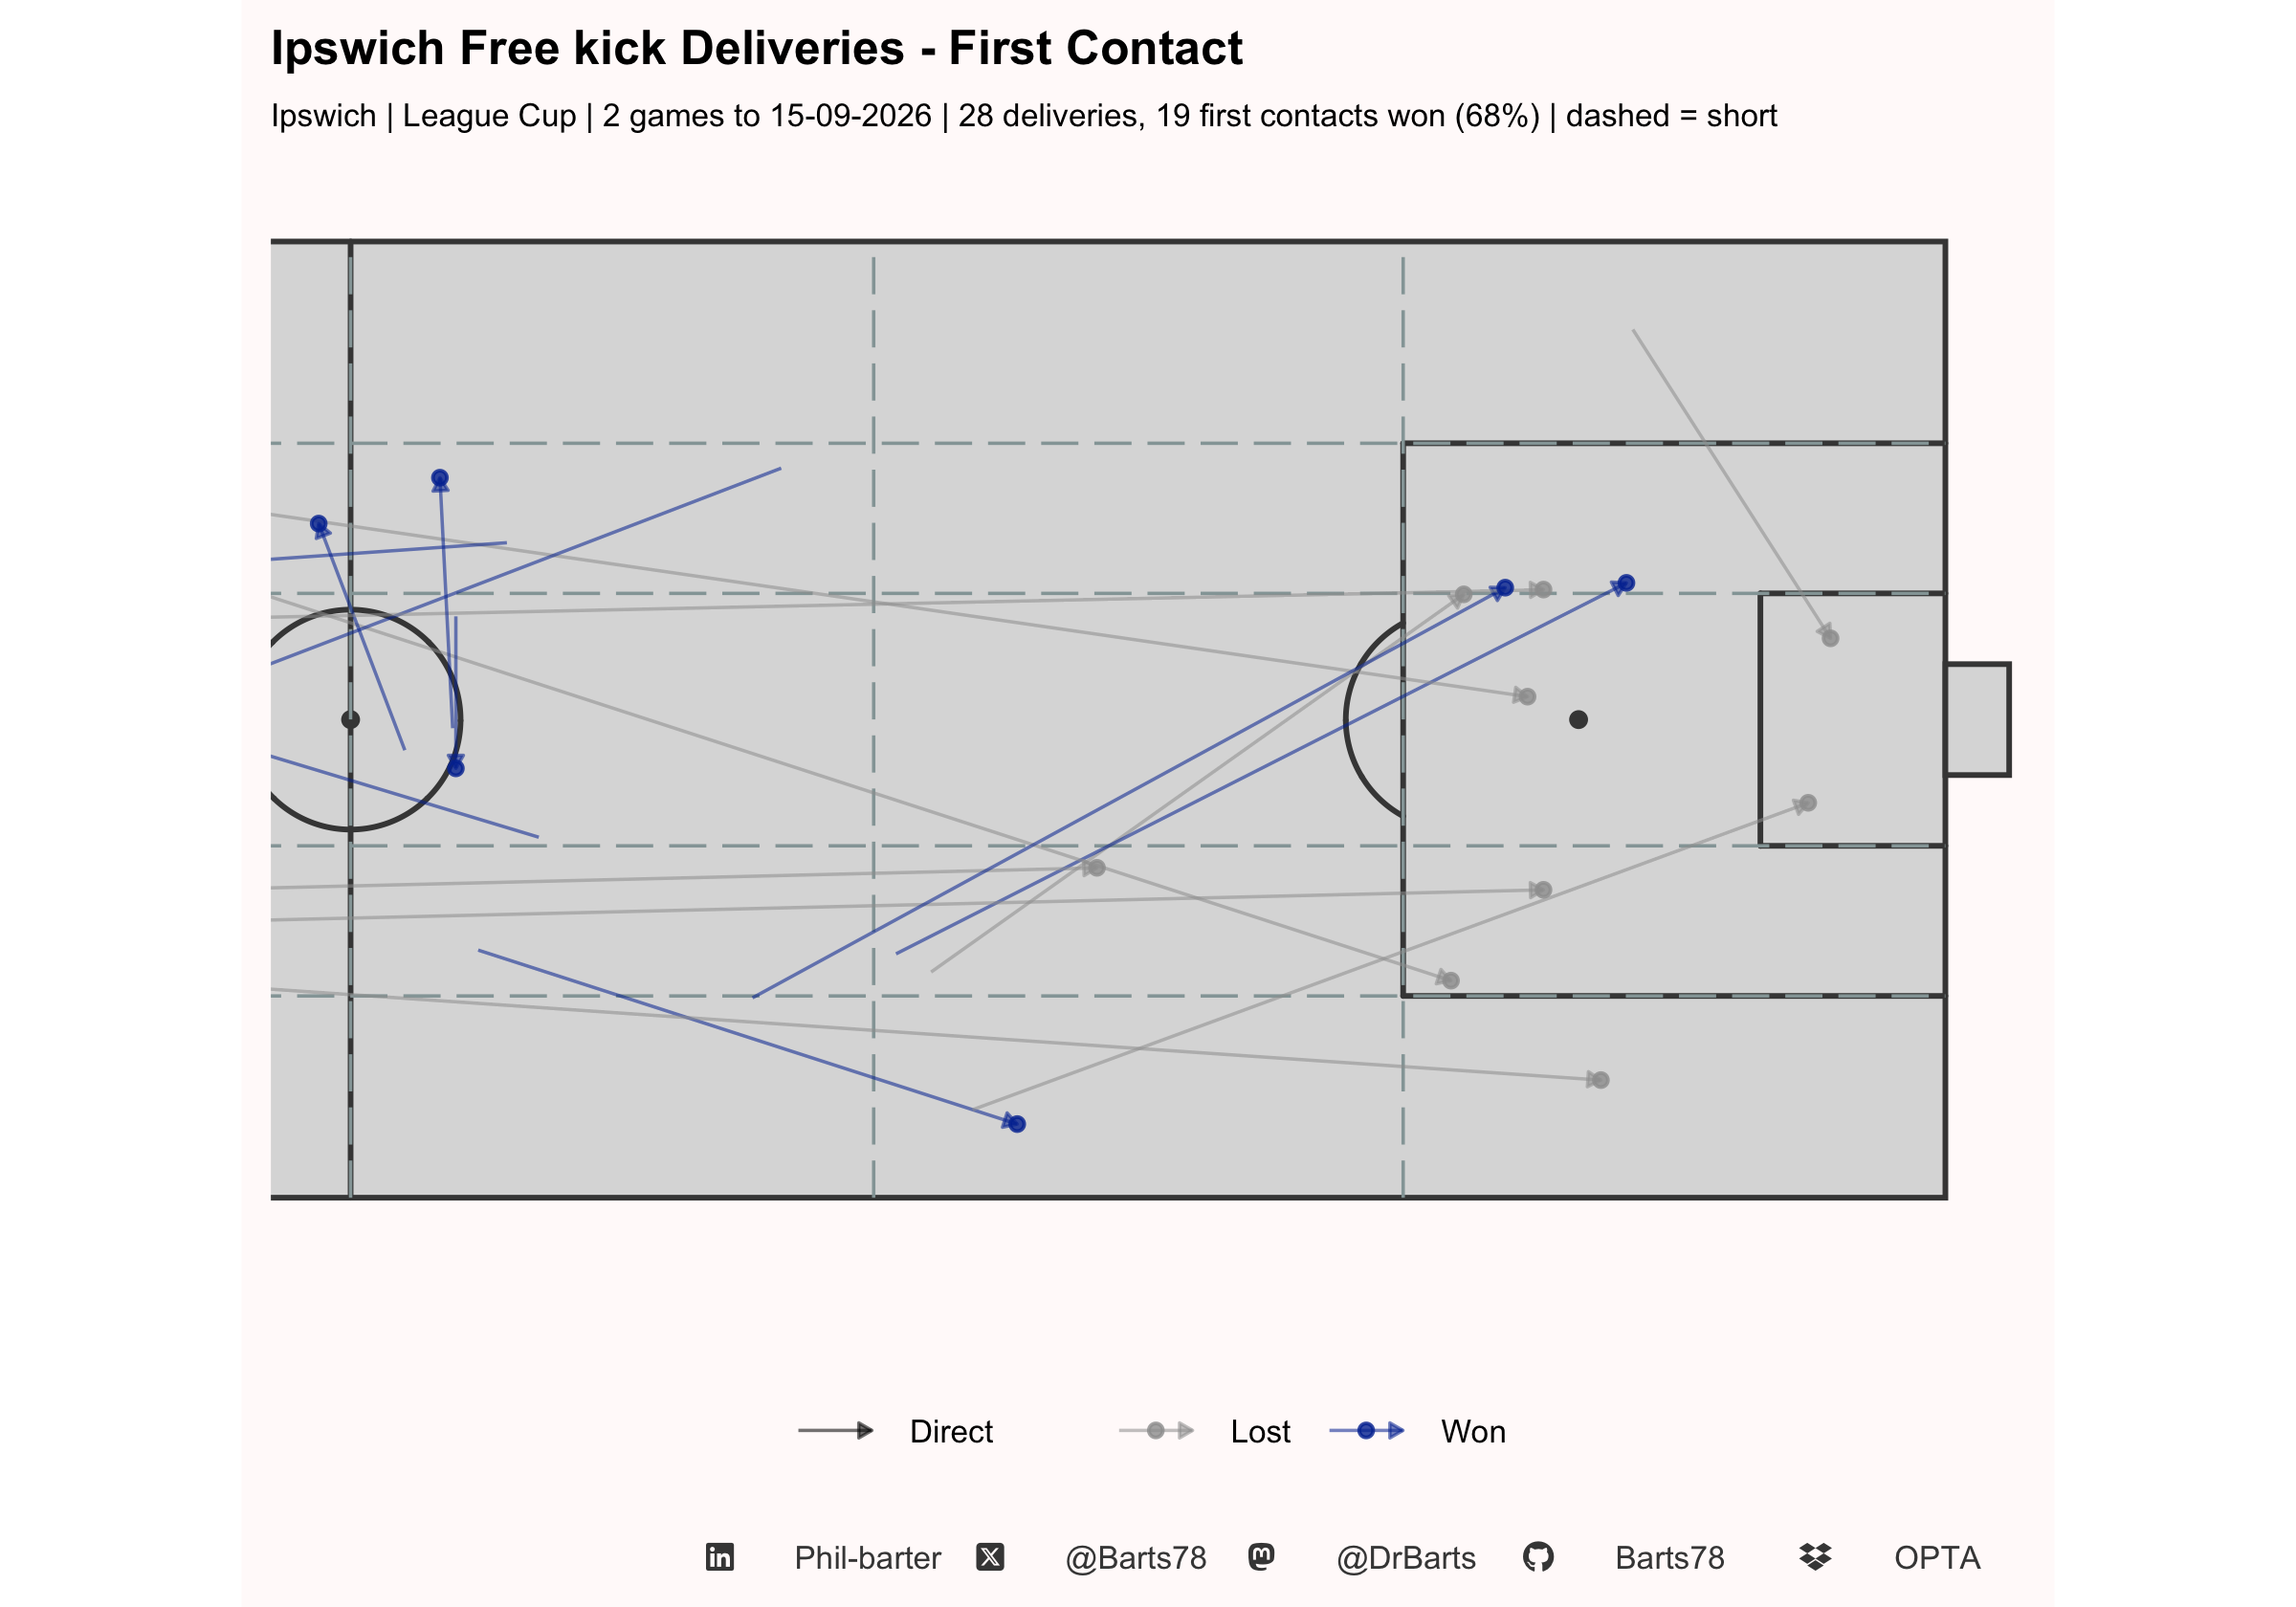 Ipswich Free kick Deliveries - First Contact
Ipswich | League Cup | 2 games to 15-09-2026 | 28 deliveries, 19 first contacts won (68%) | dashed = short
Direct Lost Won
Phil-barter @Barts78 @DrBarts Barts78 OPTA